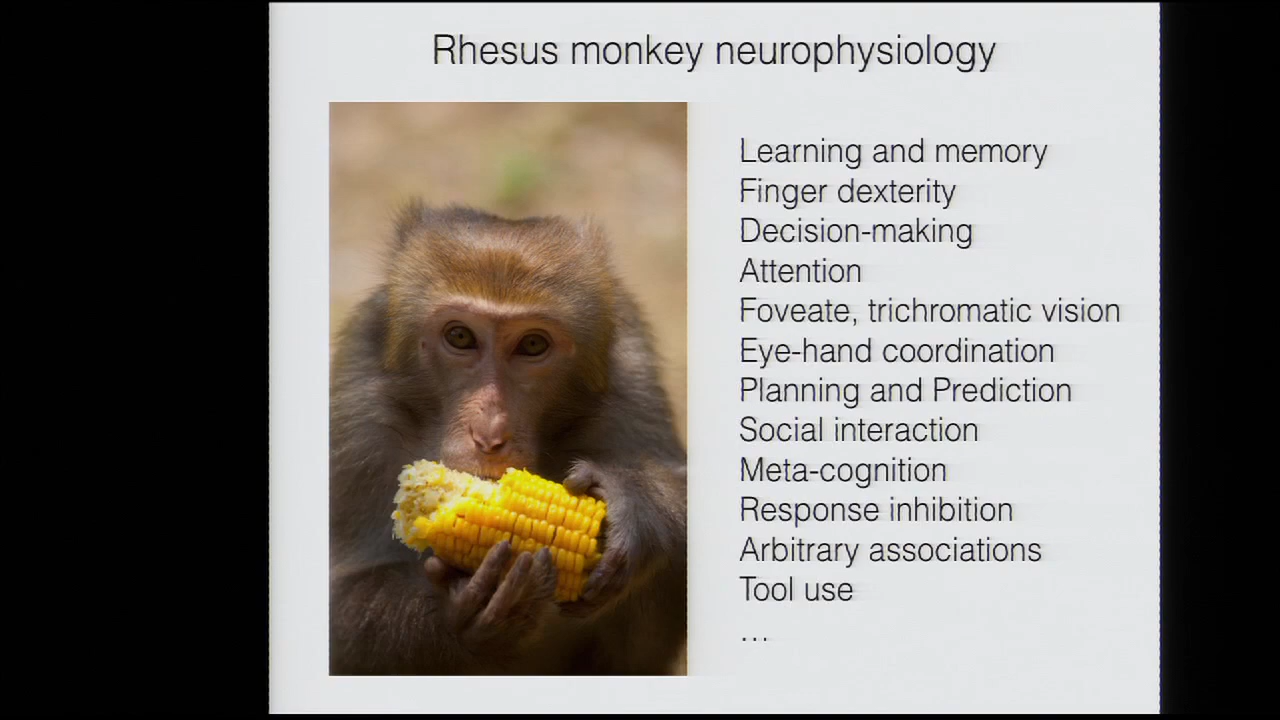 Rhesus monkey neurophysiology
Learning and memory
Finger dexterity
Decision-making
Attention
Foveate, trichromatic vision
Eye-hand coordination
Planning and Prediction
Social interaction
Meta-cognition
Response inhibition
Arbitrary associations
Tool use
...